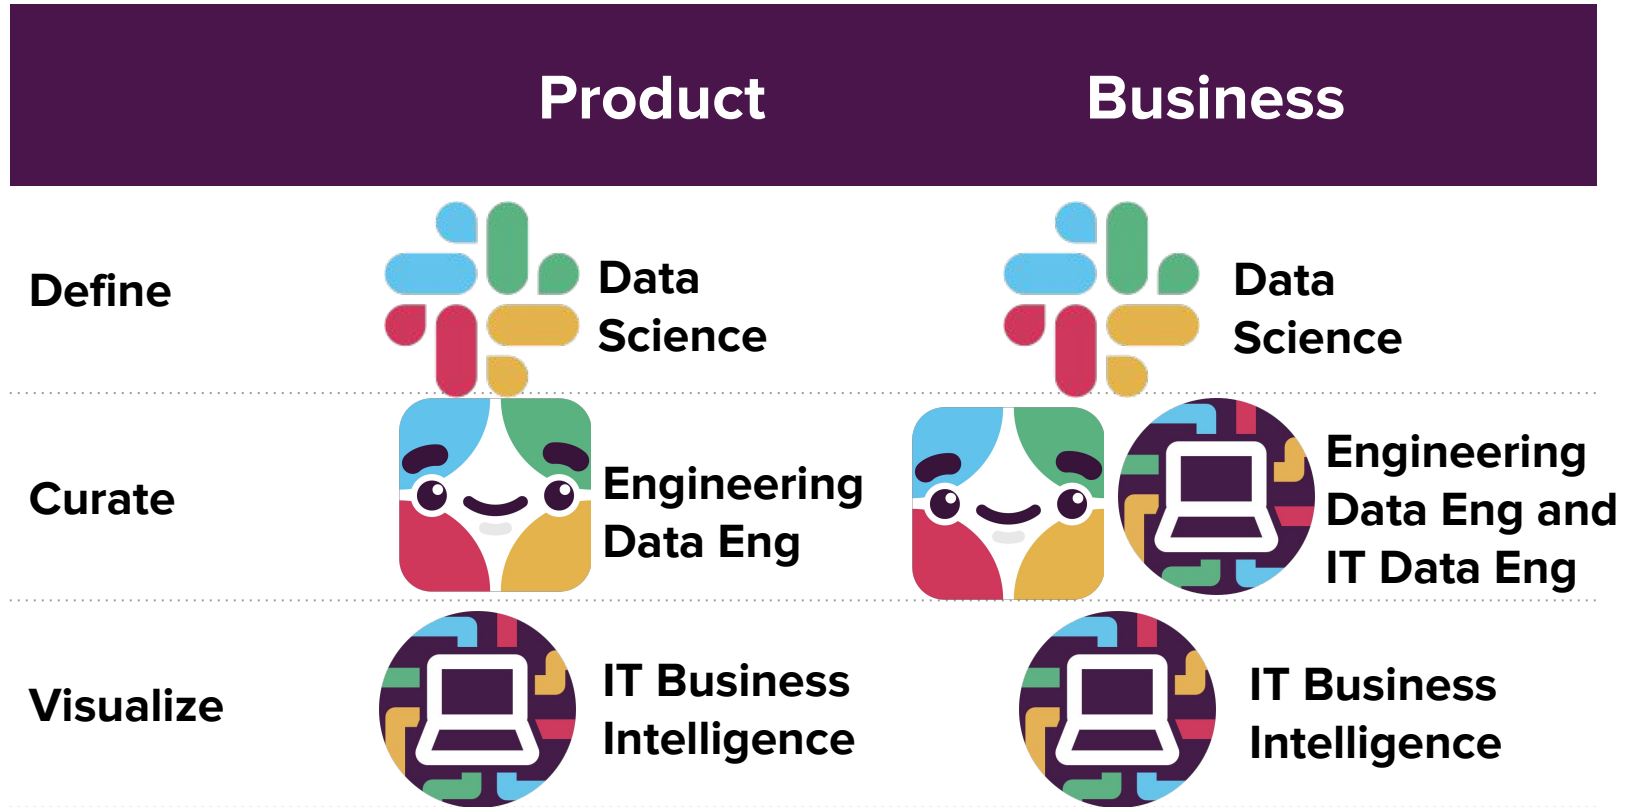 Product
Business
Define
Data
Science
Data
Science
Curate
Engineering
Data Eng
Engineering
Data Eng and
IT Data Eng
Visualize
IT Business
Intelligence
IT Business
Intelligence